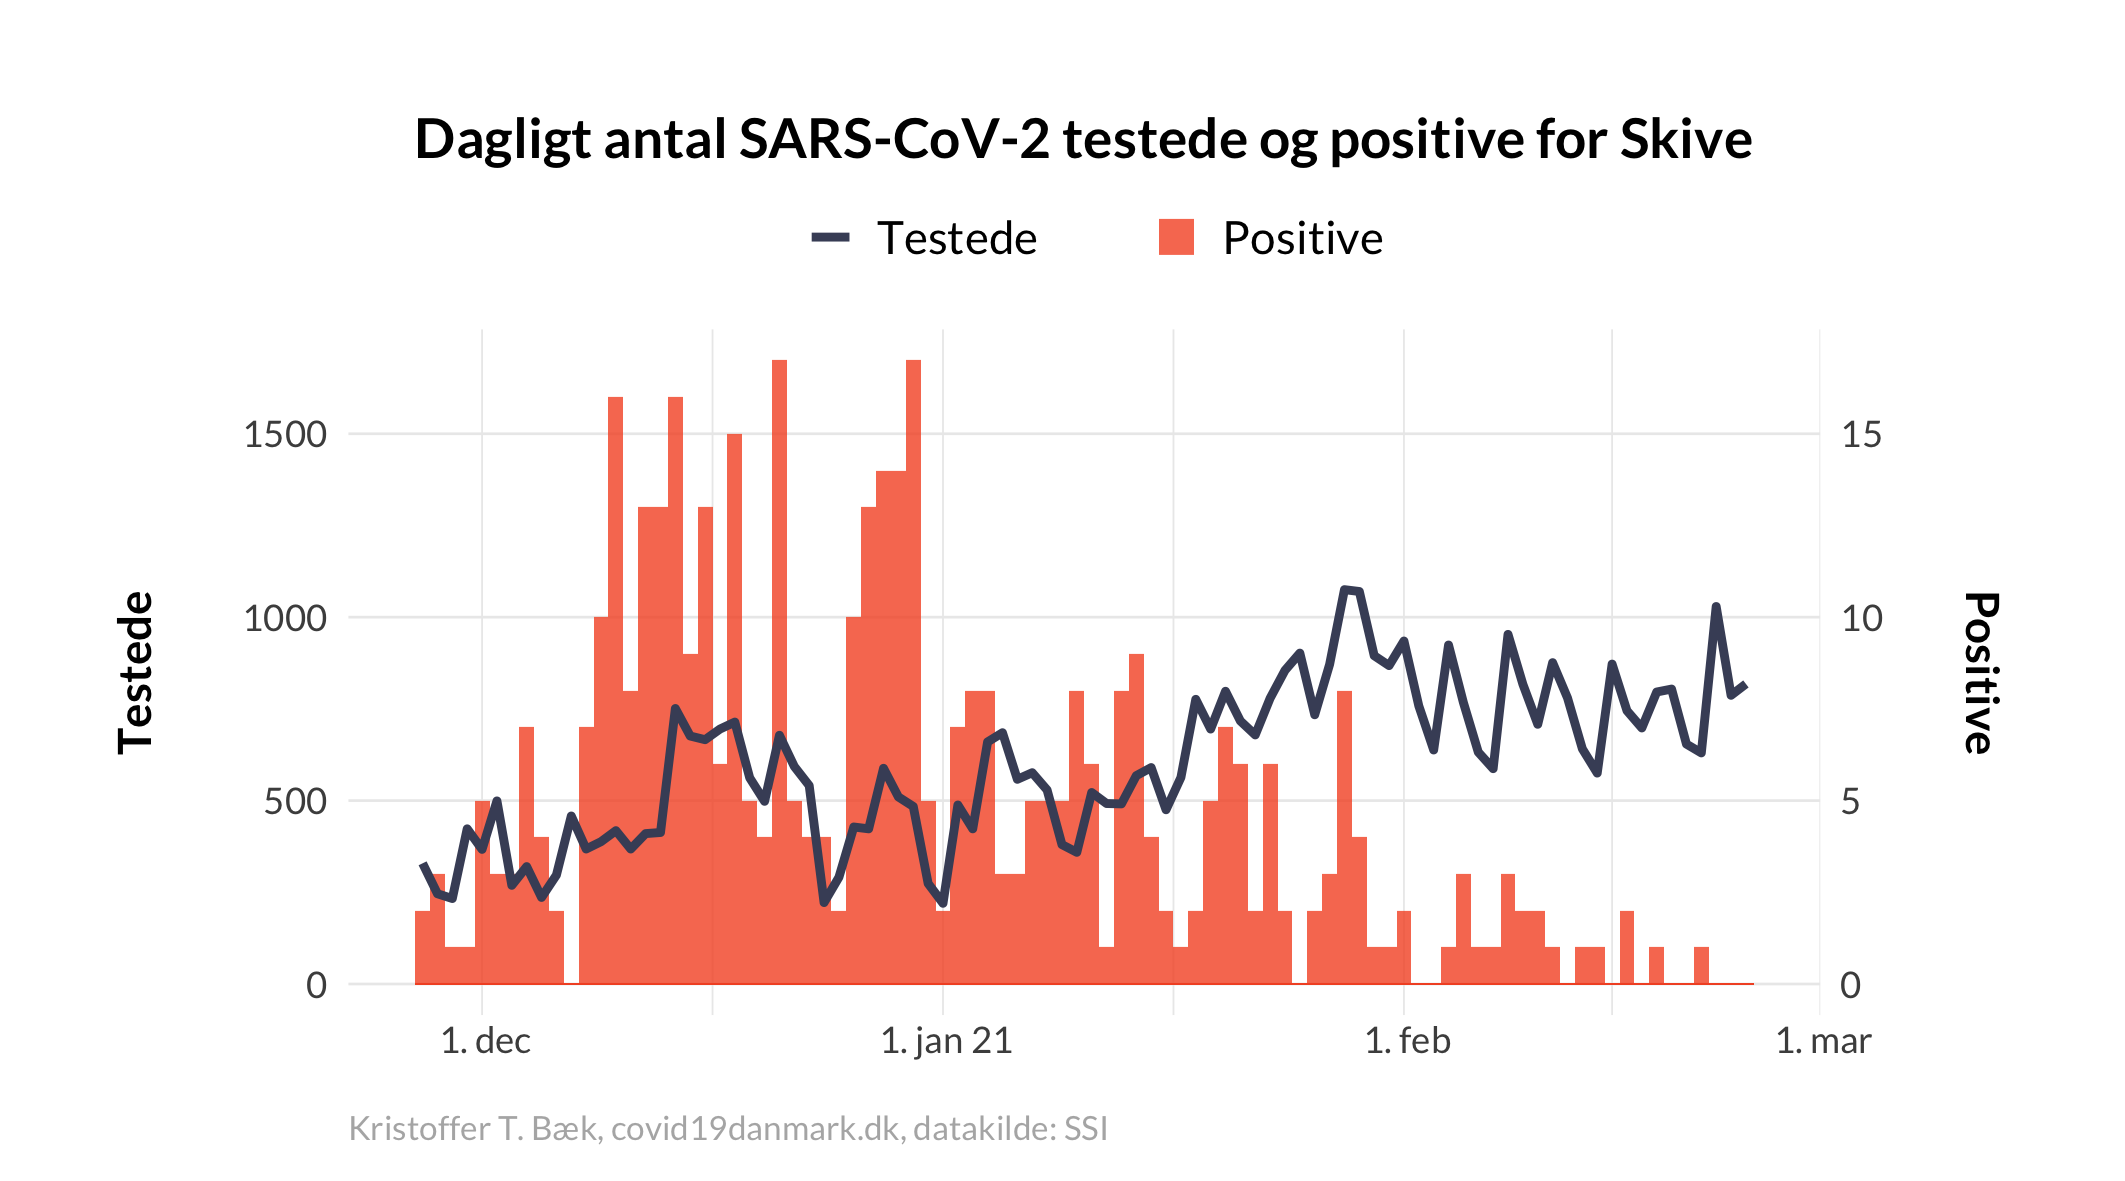 Dagligt antal SARS-CoV-2 testede og positive for Skive
Testede
Positive
Testede
1500
1000
500
0
15
10
5
0
Positive
1. dec
1. jan 21
1. feb
1. mar
Kristoffer T. Bæk, covid19danmark.dk, datakilde: SSI